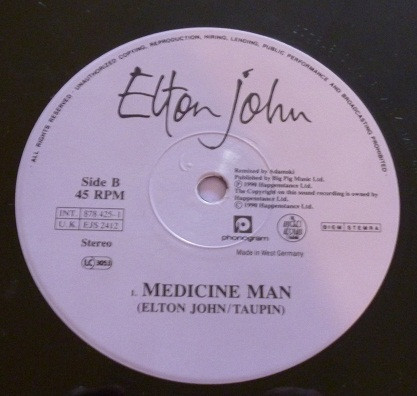 ALL RIGHTS RESERVED · UNAUTHORIZED COPYING, REPRODUCTION, HIRING, LENDING, PUBLIC PERFORMANCE AND BROADCASTING PROHIBITED ·
Elton John
Side B
45 RPM
INT. 878 425-1
U.K. EJS 2412
Stereo
LC
Remixed by Adamski
Published by Big Pig Music Ltd.
℗ 1990 Happenstance Ltd.
The Copyright on this sound recording is owned by
Happenstance Ltd.
© 1990 Happenstance Ltd.
phonogram
BIEM STEMRA
Made in West Germany
1. MEDICINE MAN
(ELTON JOHN/TAUPIN)